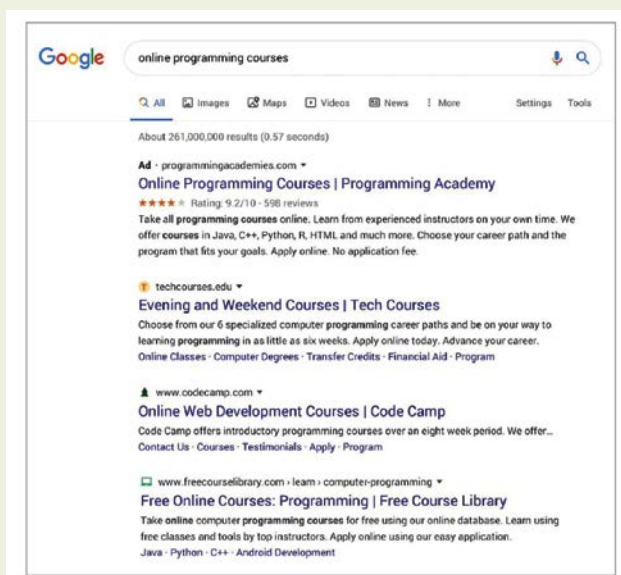 Google online programming courses
All Images Maps Videos News More Settings Tools
About 261,000,000 results (0.57 seconds)
Ad · programmingacademies.com
Online Programming Courses | Programming Academy
Rating: 9.2/10 - 598 reviews
Take all programming courses online. Learn from experienced instructors on your own time. We
offer courses in Java, C++, Python, R, HTML and much more. Choose your career path and the
program that fits your goals. Apply online. No application fee.
T techcourses.edu
Evening and Weekend Courses | Tech Courses
Choose from our 6 specialized computer programming career paths and be on your way to
learning programming in as little as six weeks. Apply online today. Advance your career.
Online Classes · Computer Degrees · Transfer Credits · Financial Aid · Program
www.codecamp.com
Online Web Development Courses | Code Camp
Code Camp offers introductory programming courses over an eight week period. We offer...
Contact Us · Courses · Testimonials · Apply · Program
www.freecourselibrary.com › learn › computer-programming
Free Online Courses: Programming | Free Course Library
Take online computer programming courses for free using our online database. Learn using
free classes and tools by top instructors. Apply online using our easy application.
Java · Python · C++ · Android Development